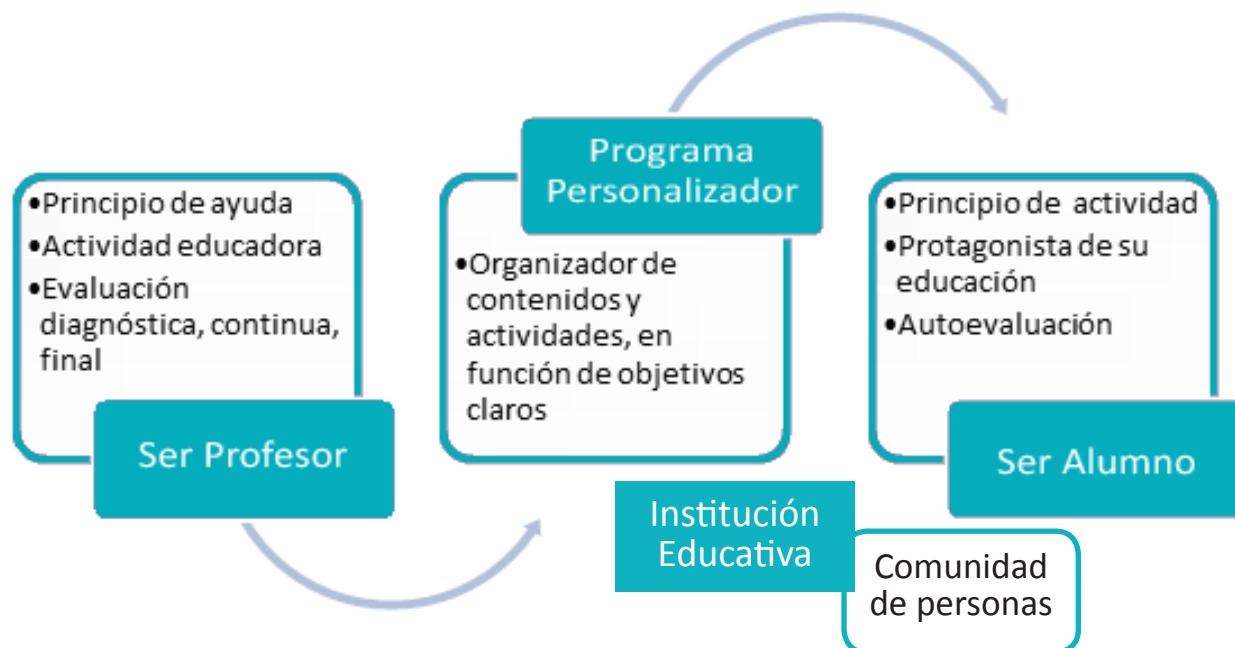 •Principio de ayuda
•Actividad educadora
•Evaluación
diagnóstica, continua,
final
Ser Profesor
Programa
Personalizador
•Organizador de
contenidos y
actividades, en
función de objetivos
claros
•Principio de actividad
•Protagonista de su
educación
•Autoevaluación
Ser Alumno
Institución
Educativa
Comunidad
de personas